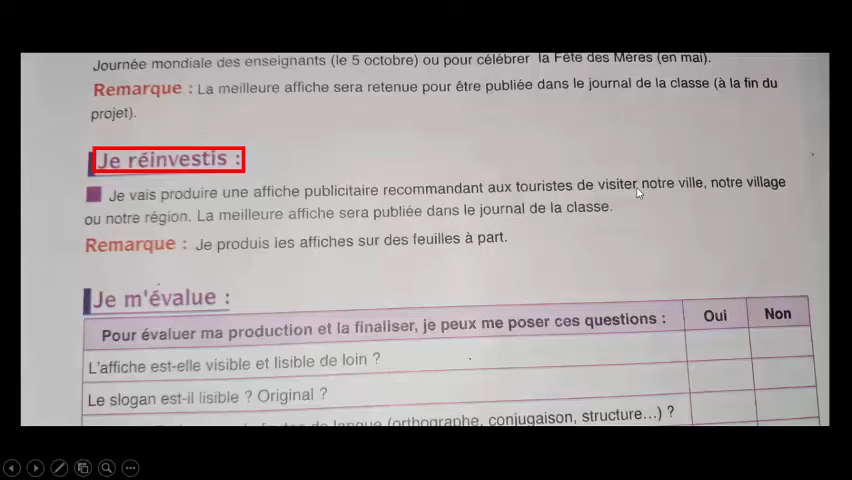 Journée mondiale des enseignants (le 5 octobre) ou pour célébrer la Fête des Mères (en mai).
Remarque : La meilleure affiche sera retenue pour être publiée dans le journal de la classe (à la fin du
projet).
Je réinvestis :
Je vais produire une affiche publicitaire recommandant aux touristes de visiter notre ville, notre village
ou notre région. La meilleure affiche sera publiée dans le journal de la classe.
Remarque : Je produis les affiches sur des feuilles à part.
Je m'évalue :
Pour évaluer ma production et la finaliser, je peux me poser ces questions : Oui Non
L'affiche est-elle visible et lisible de loin ?
Le slogan est-il lisible ? Original ?
de langue (orthographe, conjugaison, structure...) ?